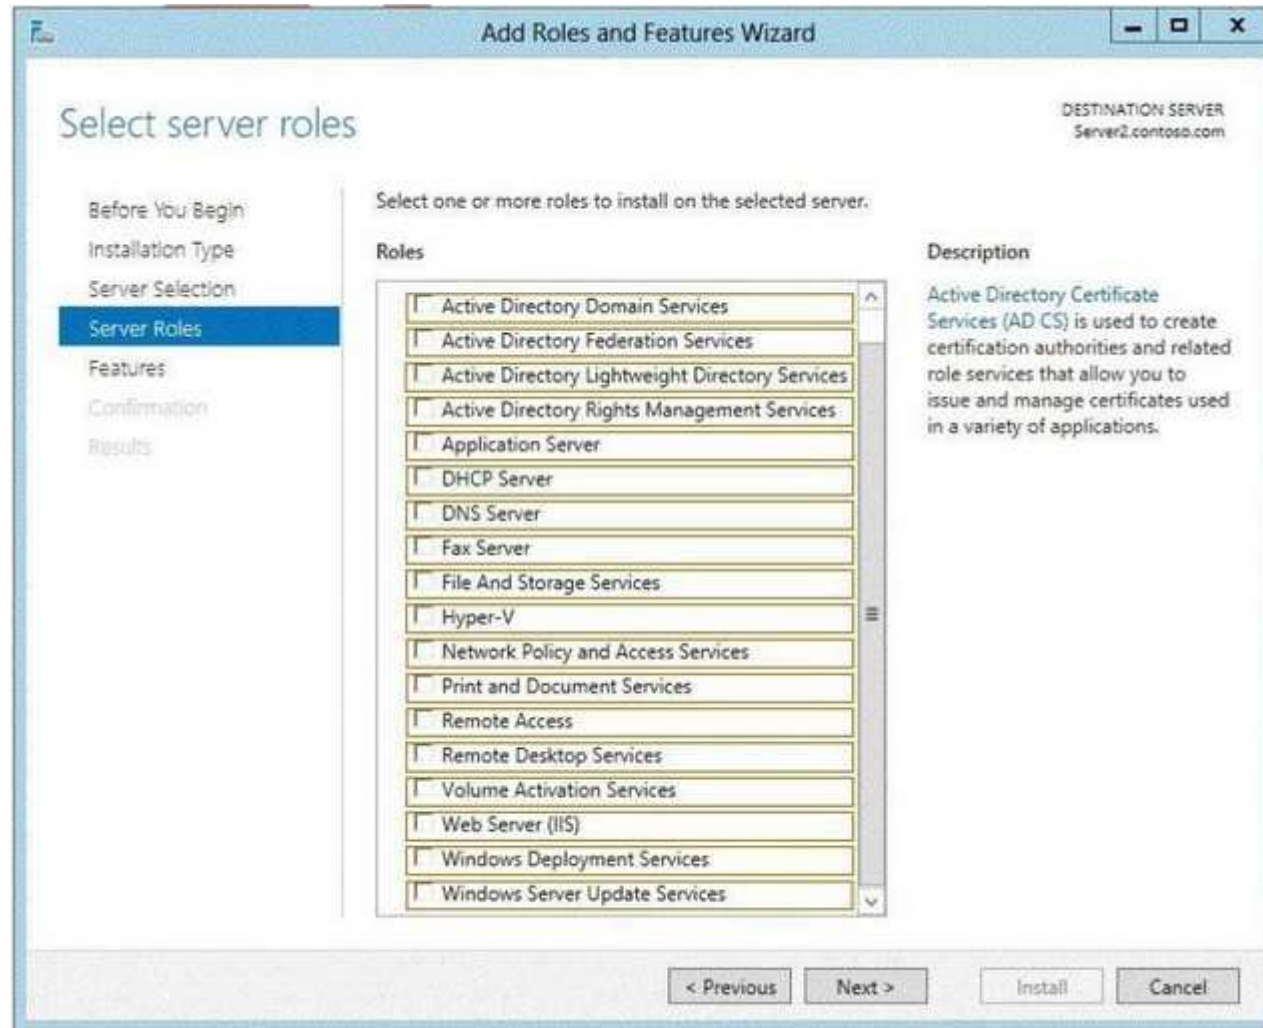 Add Roles and Features Wizard
Select server roles
DESTINATION SERVER
Server2.contoso.com
Before You Begin
Installation Type
Server Selection
Server Roles
Features
Confirmation
Results
Select one or more roles to install on the selected server.
Roles
Active Directory Domain Services
Active Directory Federation Services
Active Directory Lightweight Directory Services
Active Directory Rights Management Services
Application Server
DHCP Server
DNS Server
Fax Server
File And Storage Services
Hyper-V
Network Policy and Access Services
Print and Document Services
Remote Access
Remote Desktop Services
Volume Activation Services
Web Server (IIS)
Windows Deployment Services
Windows Server Update Services
Description
Active Directory Certificate
Services (AD CS) is used to create
certification authorities and related
role services that allow you to
issue and manage certificates used
in a variety of applications.
< Previous
Next >
Install
Cancel